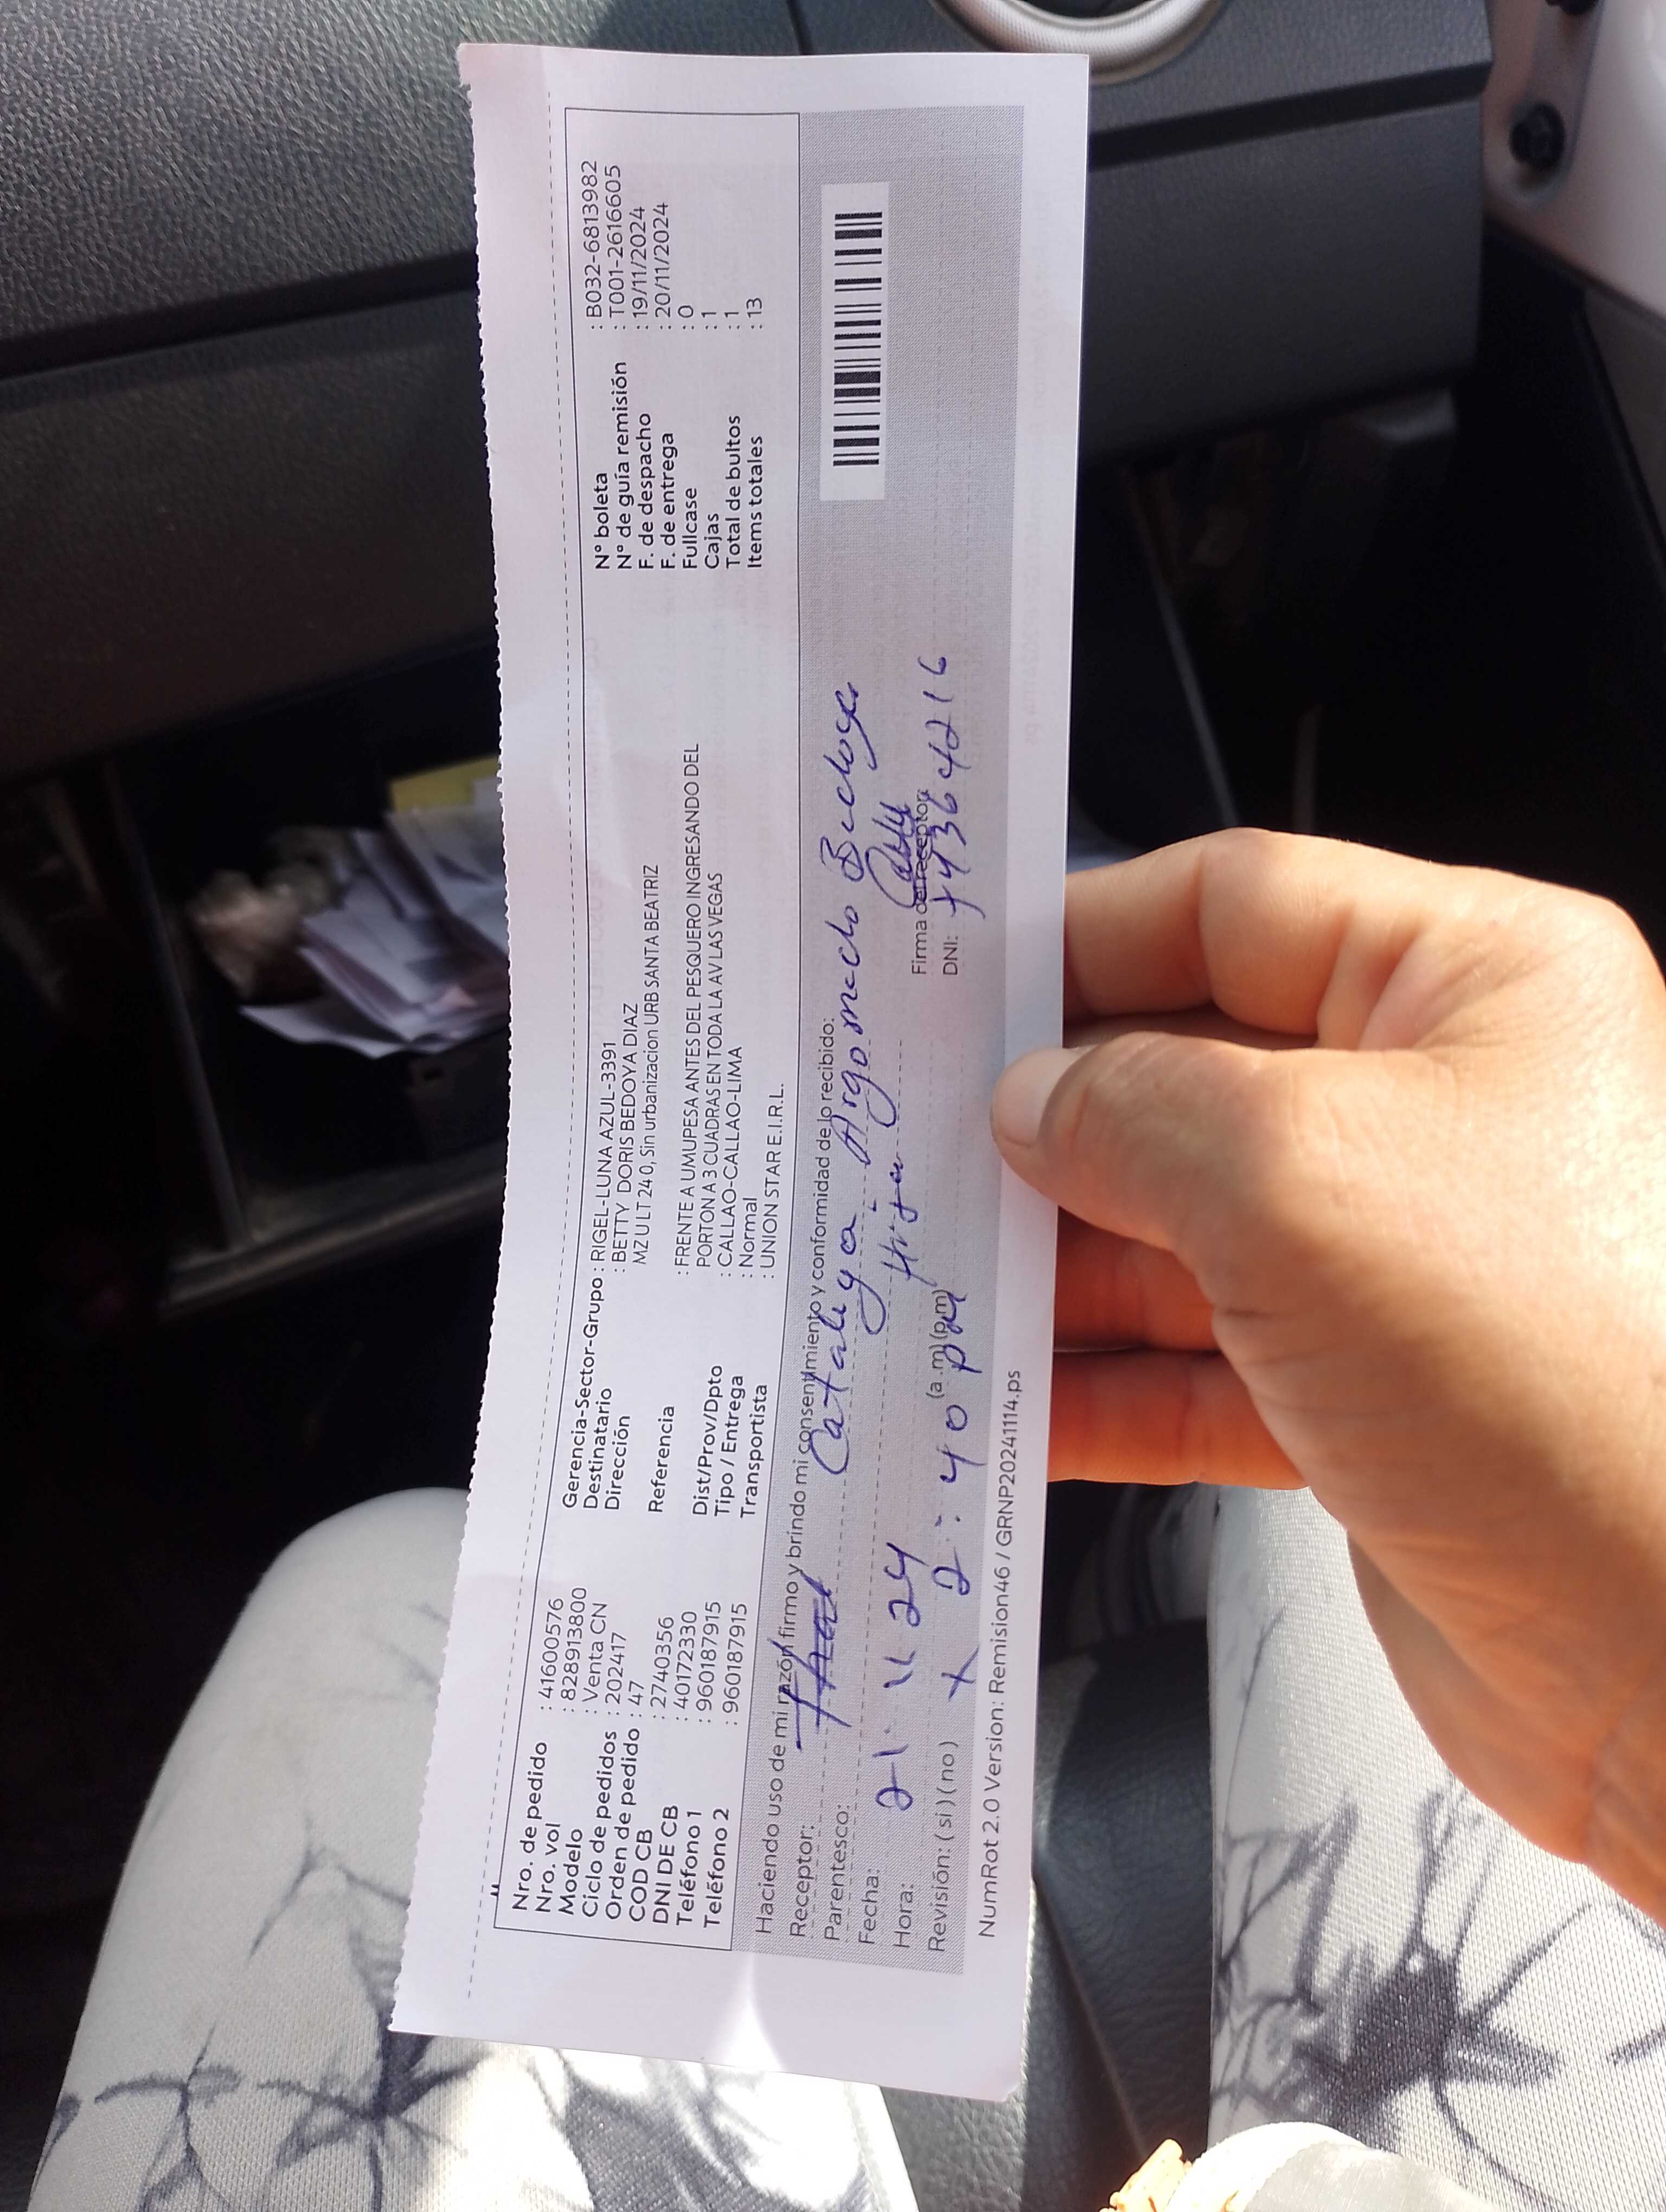 Nro. de pedido : 41600576
Nro. vol : 828913800
Modelo : Venta CN
Ciclo de pedidos : 202417
Orden de pedido : 47
COD CB : 2740356
DNI DE CB : 40172330
Teléfono 1 : 960187915
Teléfono 2 : 960187915
Gerencia-Sector-Grupo : RIGEL-LUNA AZUL-3391
Destinatario : BETTY DORIS BEDOYA DIAZ
Dirección MZ U LT 24 0, Sin urbanizacion URB SANTA BEATRIZ
Referencia : FRENTE A UMUPESA ANTES DEL PESQUERO INGRESANDO DEL
PORTON A 3 CUADRAS EN TODA LA AV LAS VEGAS
Dist/Prov/Dpto : CALLAO-CALLAO-LIMA
Tipo / Entrega : Normal
Transportista : UNION STAR E.I.R.L.
N° boleta : B032-6813982
N° de guía remisión : T001-2616605
F. de despacho : 19/11/2024
F. de entrega : 20/11/2024
Fullcase : 0
Cajas : 1
Total de bultos : 1
Items totales : 13
Haciendo uso de mi razón firmo y brindo mi consentimiento y conformidad de lo recibido:
Receptor: Cataleya Argomedo
Parentesco: Hija
Fecha: 21 11 24
Hora: 2:40 (a.m) (p.m) pm
Revisión: (si) (no) x
Firma del receptor:
DNI: 74364216
NumRot 2.0 Version: Remision46 / GRNP20241114.ps